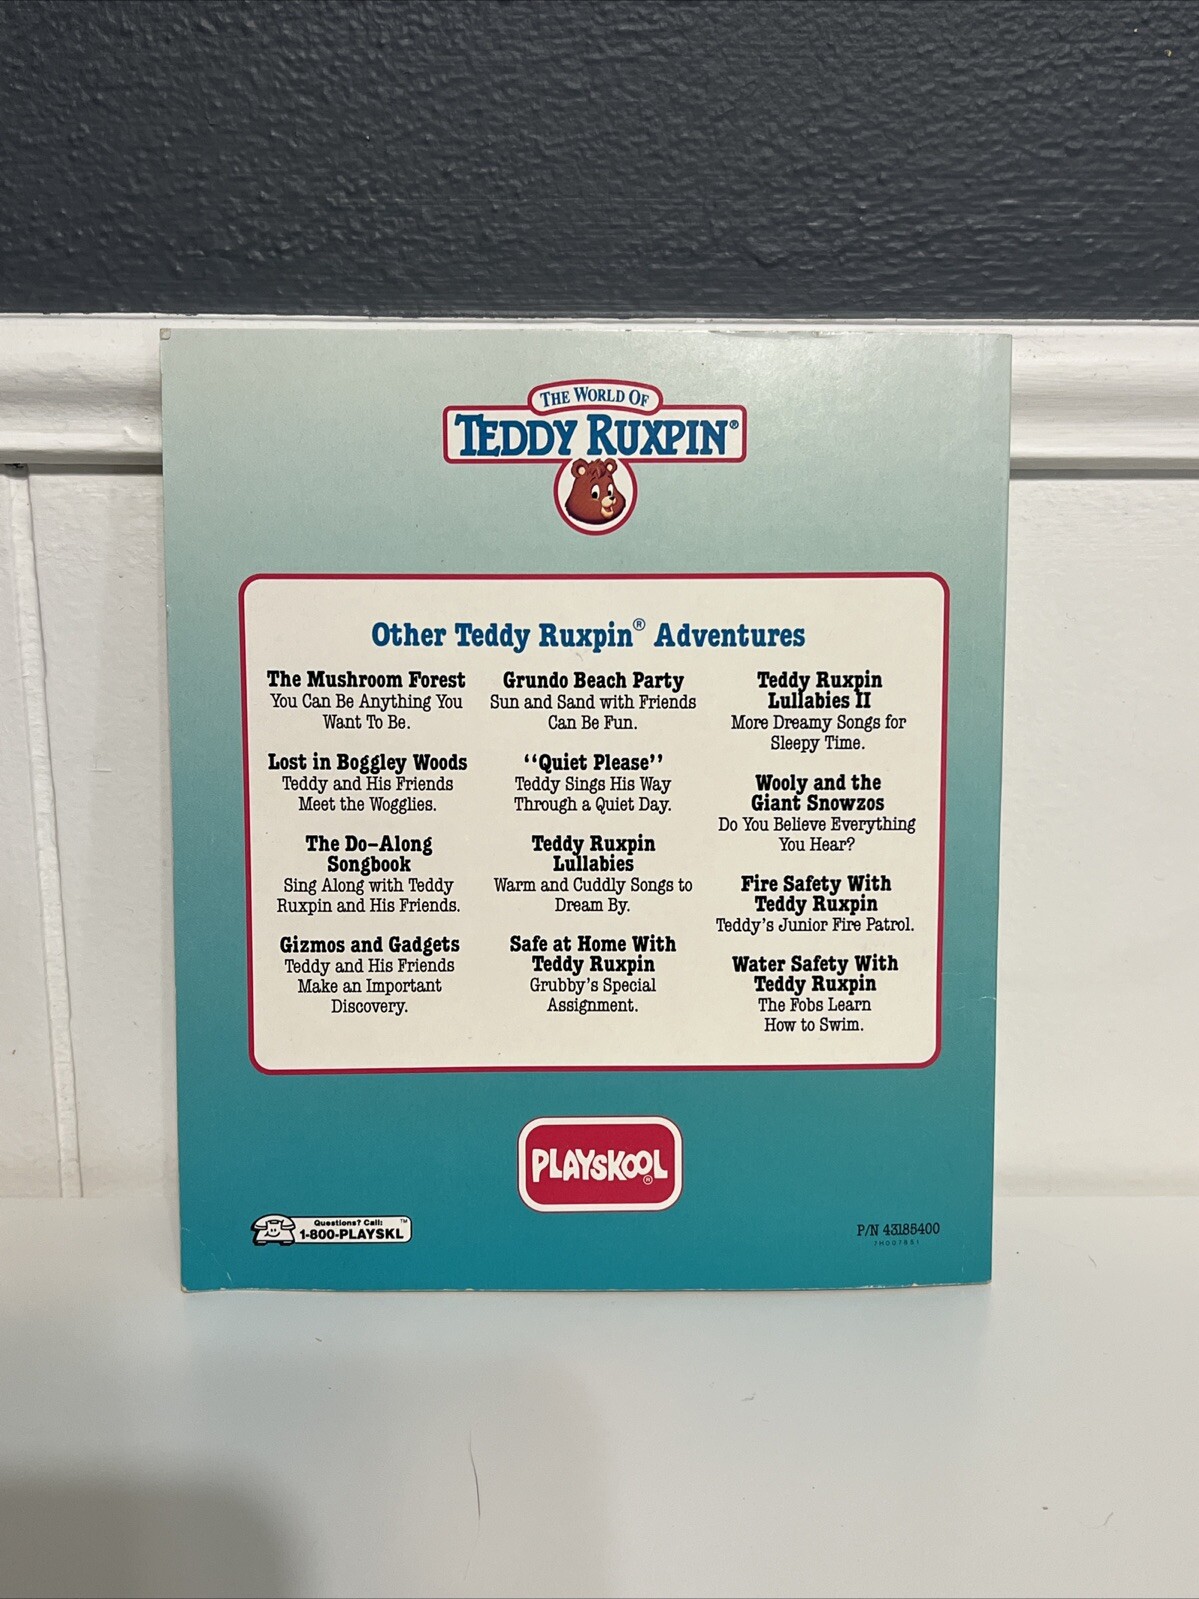 THE WORLD OF
TEDDY RUXPIN®
Other Teddy Ruxpin® Adventures
The Mushroom Forest
You Can Be Anything You
Want To Be.
Lost in Boggley Woods
Teddy and His Friends
Meet the Wogglies.
The Do-Along
Songbook
Sing Along with Teddy
Ruxpin and His Friends.
Gizmos and Gadgets
Teddy and His Friends
Make an Important
Discovery.
Grundo Beach Party
Sun and Sand with Friends
Can Be Fun.
"Quiet Please"
Teddy Sings His Way
Through a Quiet Day.
Teddy Ruxpin
Lullabies
Warm and Cuddly Songs to
Dream By.
Safe at Home With
Teddy Ruxpin
Grubby's Special
Assignment.
Teddy Ruxpin
Lullabies II
More Dreamy Songs for
Sleepy Time.
Wooly and the
Giant Snowzos
Do You Believe Everything
You Hear?
Fire Safety With
Teddy Ruxpin
Teddy's Junior Fire Patrol.
Water Safety With
Teddy Ruxpin
The Fobs Learn
How to Swim.
PLAYSKOOL®
Questions? Call: ™
1-800-PLAYSKL
P/N 43185400